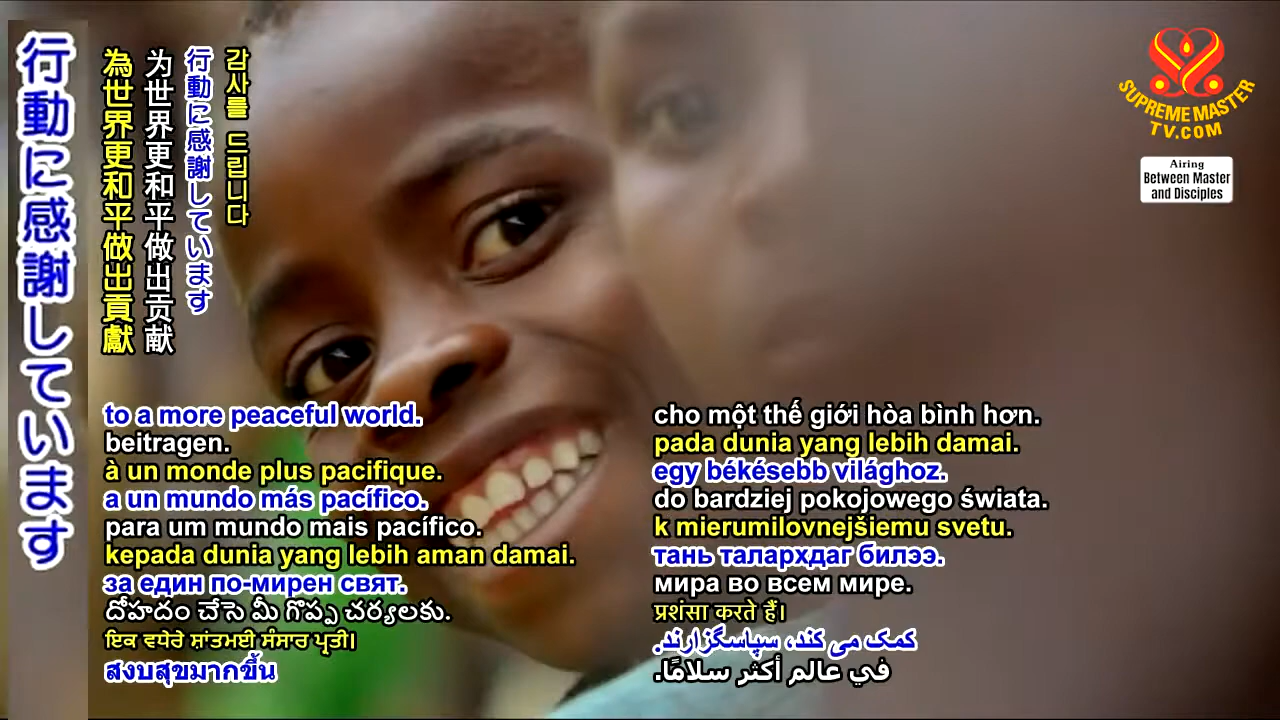 行動に感謝しています
為世界更和平做出貢獻
为世界更和平做出贡献
行動に感謝しています
감사를 드립니다
SUPREME MASTER
TV.COM
Airing
Between Master
and Disciples
to a more peaceful world.
beitragen.
à un monde plus pacifique.
a un mundo más pacífico.
para um mundo mais pacífico.
kepada dunia yang lebih aman damai.
за един по-мирен свят.
దోహదం చేసె మీ గొప్ప చర్యలకు.
ਇਕ ਵਧੇਰੇ ਸ਼ਾਂਤਮਈ ਸੰਸਾਰ ਪ੍ਰਤੀ।
สงบสุขมากขึ้น
cho một thế giới hòa bình hơn.
pada dunia yang lebih damai.
egy békésebb világhoz.
do bardziej pokojowego świata.
k mierumilovnejšiemu svetu.
тань талархдаг билээ.
мира во всем мире.
प्रशंसा करते हैं।
کمک می کند، سپاسگزارند.
في عالم أكثر سلامًا.